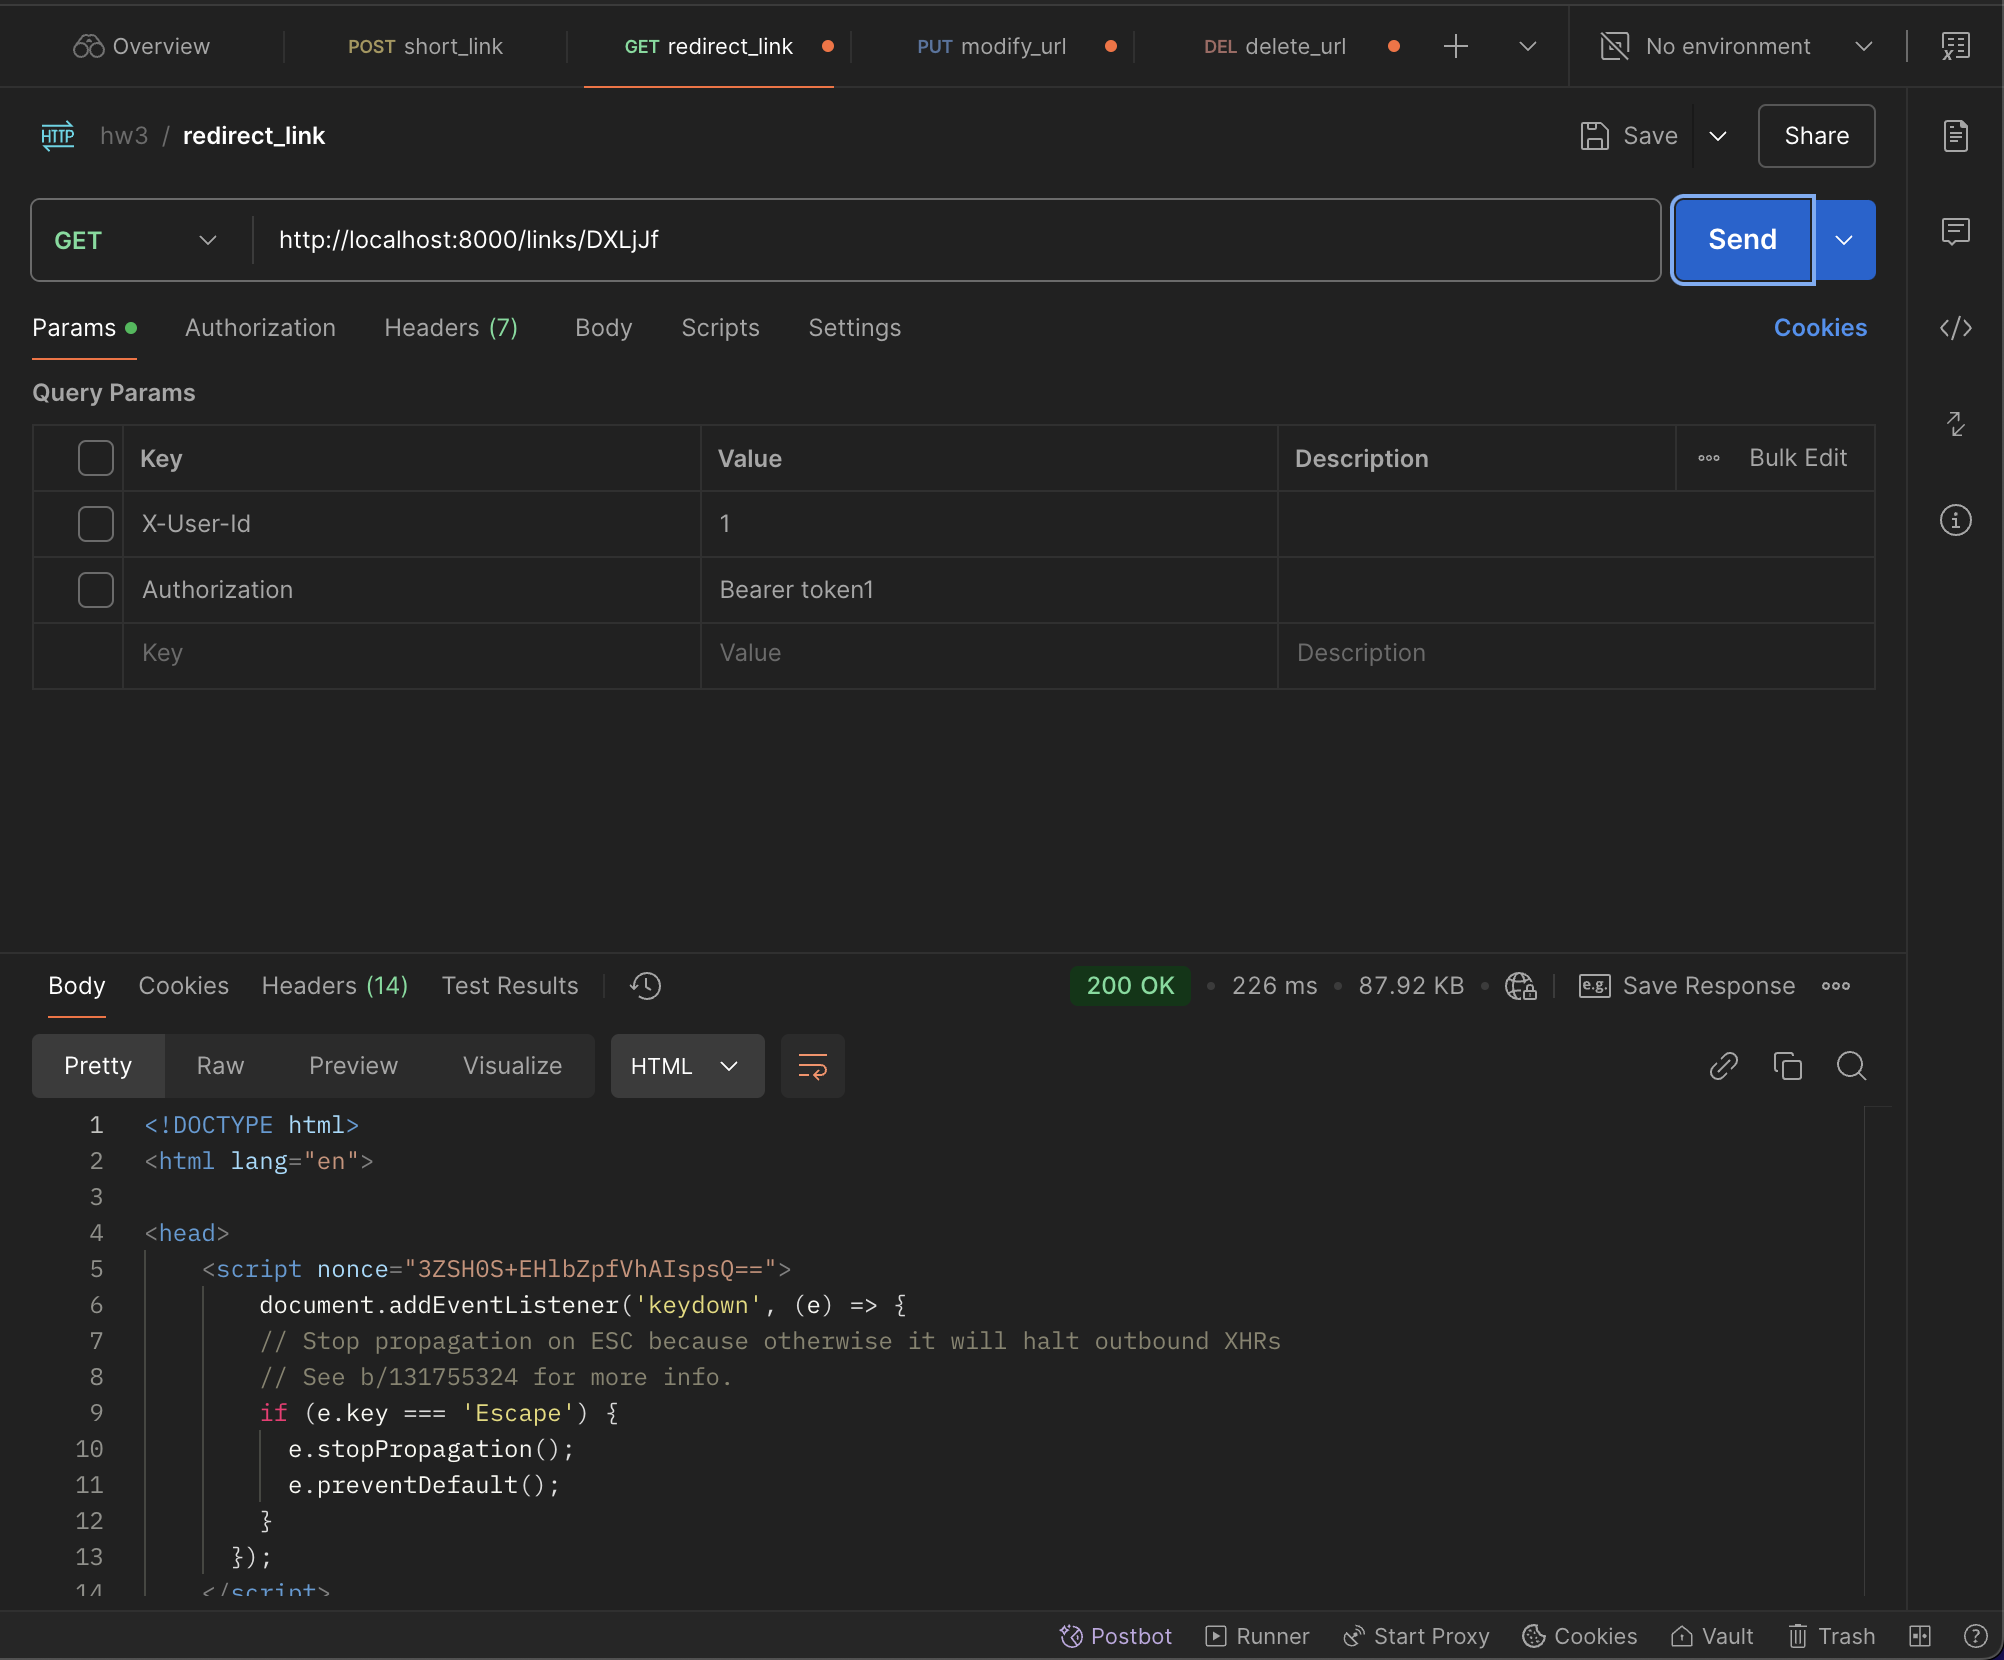 Overview POST short_link GET redirect_link PUT modify_url DEL delete_url No environment
HTTP hw3 / redirect_link Save Share
GET http://localhost:8000/links/DXLjJf Send
Params Authorization Headers (7) Body Scripts Settings Cookies
Query Params
Key Value Description Bulk Edit
X-User-Id 1
Authorization Bearer token1
Key Value Description
Body Cookies Headers (14) Test Results 200 OK • 226 ms • 87.92 KB • e.g. Save Response
Pretty Raw Preview Visualize HTML
1 <!DOCTYPE html>
2 <html lang="en">
3
4 <head>
5 <script nonce="3ZSH0S+EHlbZpfVhAIspsQ==">
6 document.addEventListener('keydown', (e) => {
7 // Stop propagation on ESC because otherwise it will halt outbound XHRs
8 // See b/131755324 for more info.
9 if (e.key === 'Escape') {
10 e.stopPropagation();
11 e.preventDefault();
12 }
13 });
14 </script>
Postbot Runner Start Proxy Cookies Vault Trash